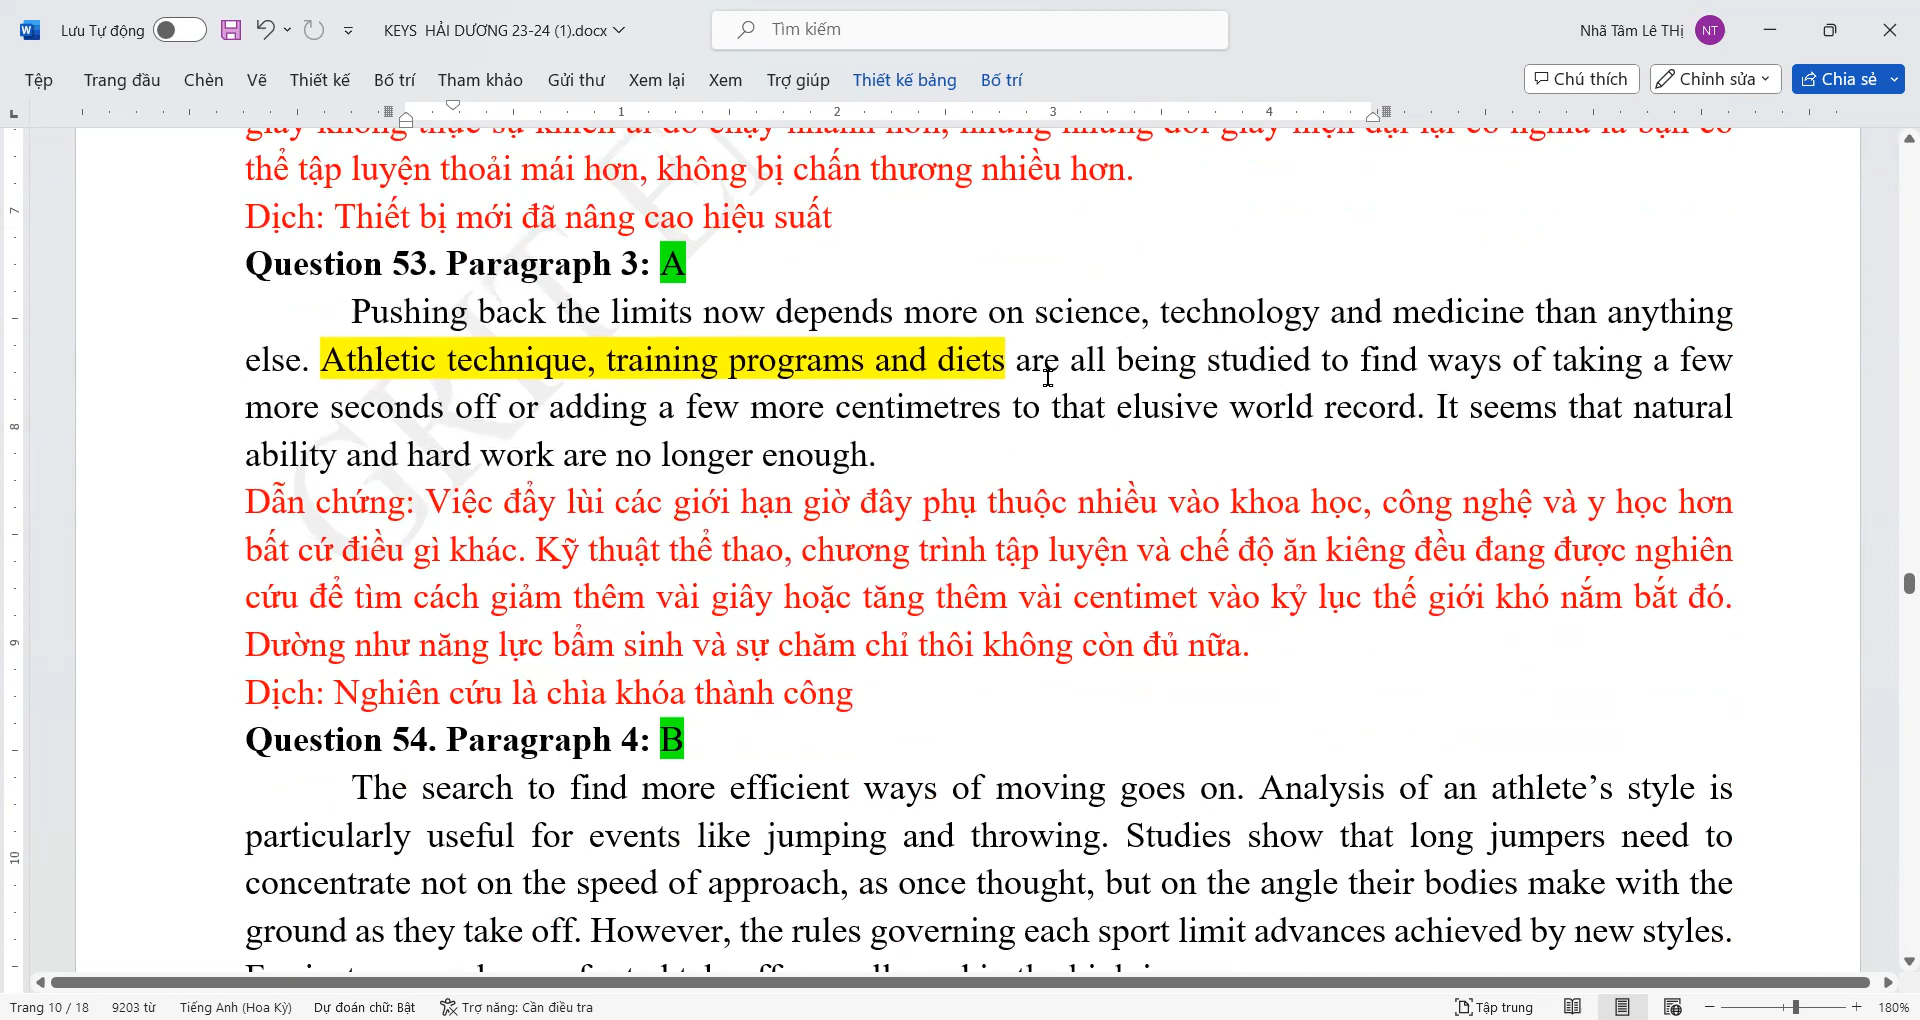 Lưu Tự động
KEYS HẢI DƯƠNG 23-24 (1).docx
Tìm kiếm
Nhã Tâm Lê THị
NT
Tệp Trang đầu Chèn Vẽ Thiết kế Bố trí Tham khảo Gửi thư Xem lại Xem Trợ giúp Thiết kế bảng Bố trí
Chú thích
Chỉnh sửa
Chia sẻ
1 2 3 4
thể tập luyện thoải mái hơn, không bị chấn thương nhiều hơn.
Dịch: Thiết bị mới đã nâng cao hiệu suất
Question 53. Paragraph 3: A
Pushing back the limits now depends more on science, technology and medicine than anything
else. Athletic technique, training programs and diets are all being studied to find ways of taking a few
more seconds off or adding a few more centimetres to that elusive world record. It seems that natural
ability and hard work are no longer enough.
Dẫn chứng: Việc đẩy lùi các giới hạn giờ đây phụ thuộc nhiều vào khoa học, công nghệ và y học hơn
bất cứ điều gì khác. Kỹ thuật thể thao, chương trình tập luyện và chế độ ăn kiêng đều đang được nghiên
cứu để tìm cách giảm thêm vài giây hoặc tăng thêm vài centimet vào kỷ lục thế giới khó nắm bắt đó.
Dường như năng lực bẩm sinh và sự chăm chỉ thôi không còn đủ nữa.
Dịch: Nghiên cứu là chìa khóa thành công
Question 54. Paragraph 4: B
The search to find more efficient ways of moving goes on. Analysis of an athlete’s style is
particularly useful for events like jumping and throwing. Studies show that long jumpers need to
concentrate not on the speed of approach, as once thought, but on the angle their bodies make with the
ground as they take off. However, the rules governing each sport limit advances achieved by new styles.
7
8
9
10
Trang 10 / 18 9203 từ Tiếng Anh (Hoa Kỳ) Dự đoán chữ: Bật Trợ năng: Cần điều tra
Tập trung
180%